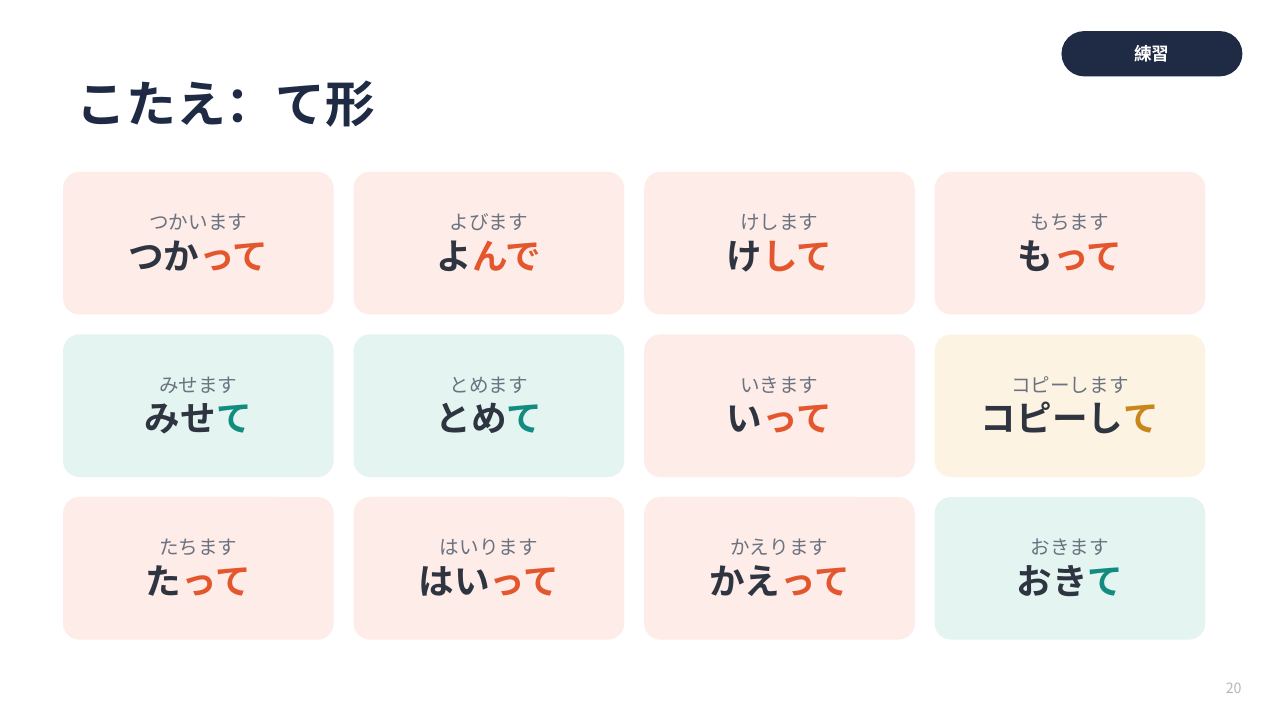 練習
こたえ：て形
つかいます
つかって
よびます
よんで
けします
けして
もちます
もって
みせます
みせて
とめます
とめて
いきます
いって
コピーします
コピーして
たちます
たって
はいります
はいって
かえります
かえって
おきます
おきて
20